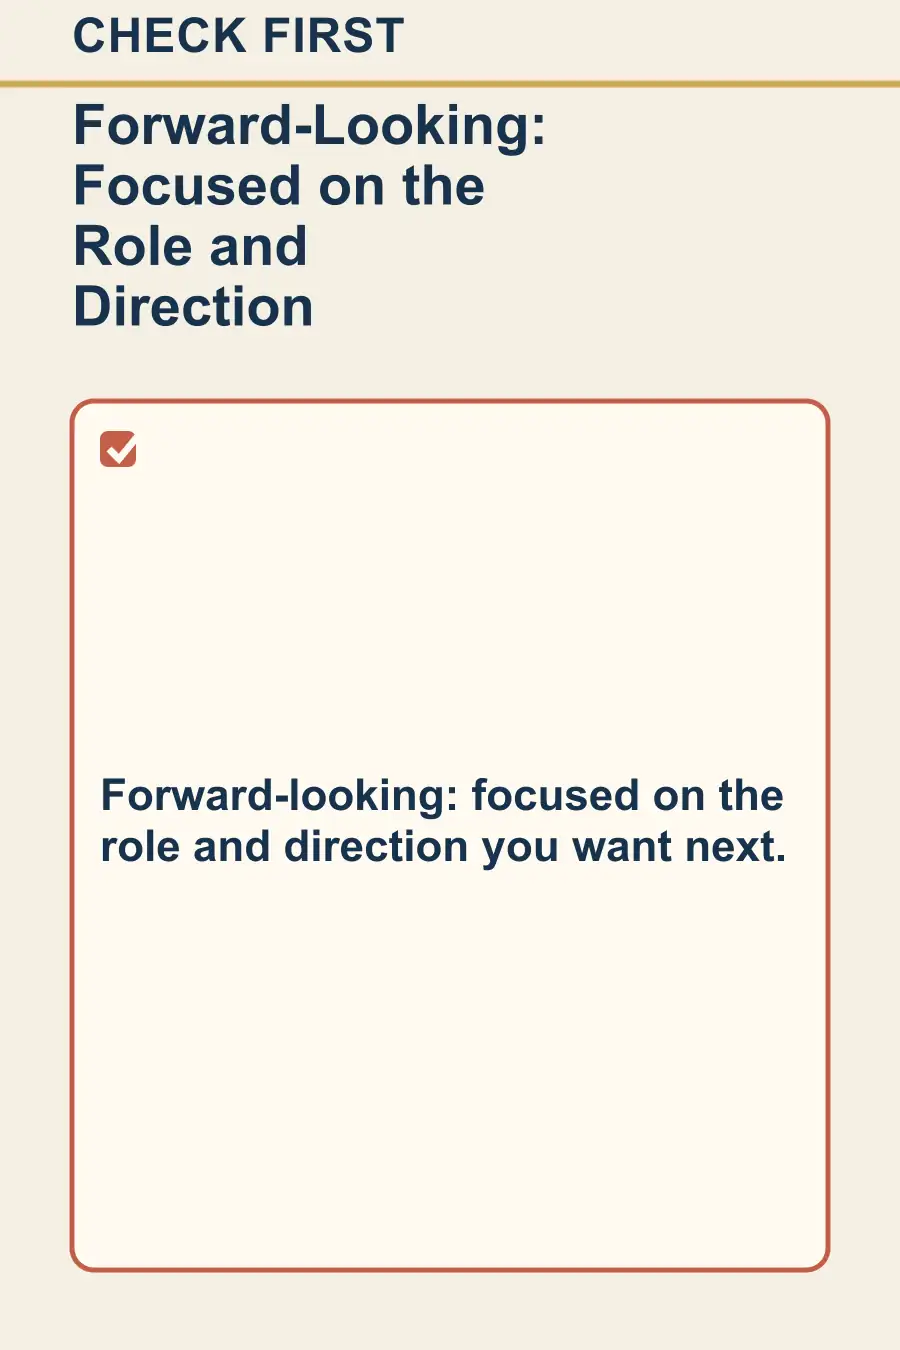 CHECK FIRST
Forward-Looking:
Focused on the
Role and
Direction
Forward-looking: focused on the
role and direction you want next.